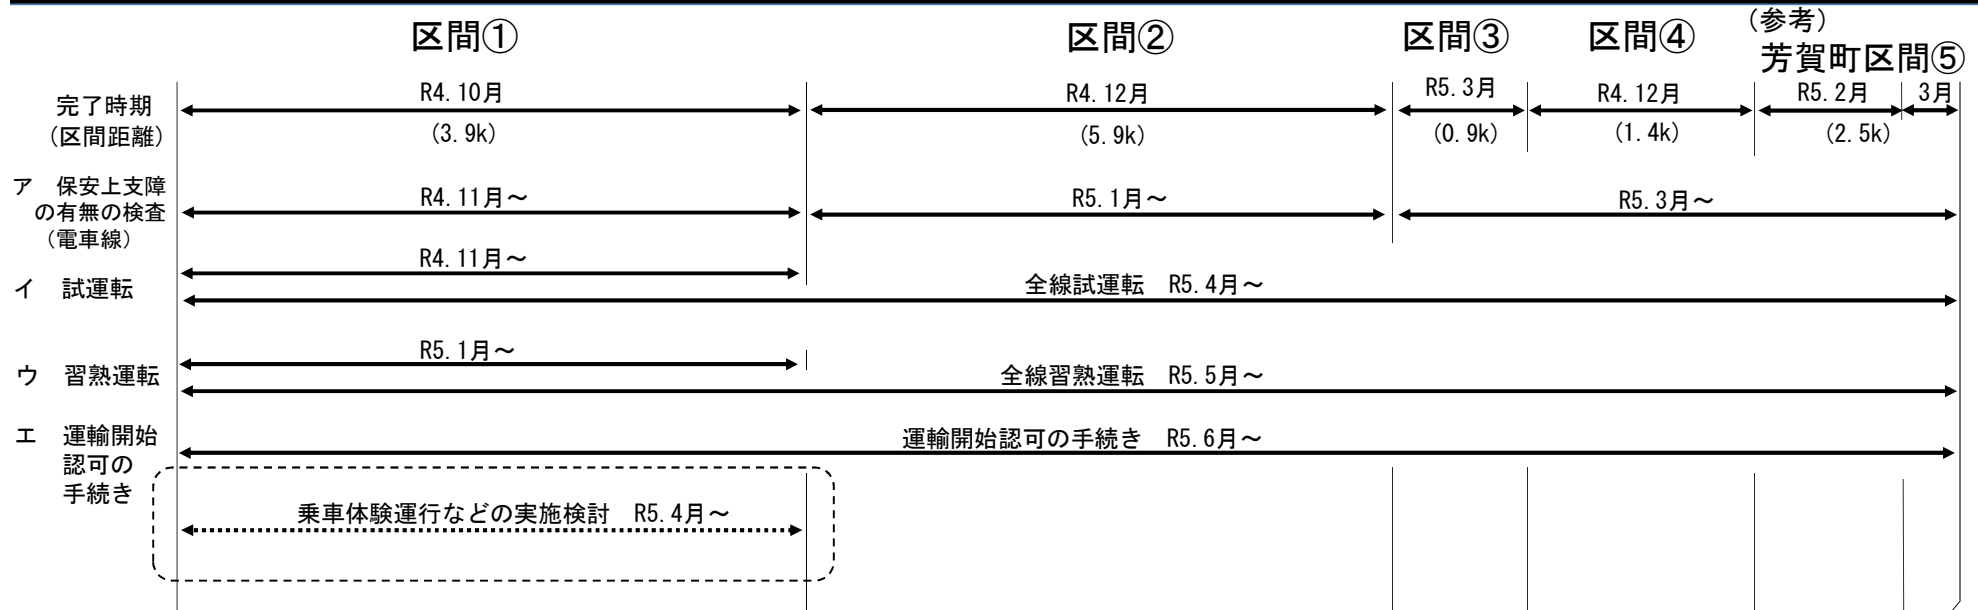 区間①
区間②
区間③
区間④
（参考）
芳賀町区間⑤
完了時期
（区間距離）
R4.10月
(3.9k)
R4.12月
(5.9k)
R5.3月
(0.9k)
R4.12月
(1.4k)
R5.2月
3月
(2.5k)
ア　保安上支障
の有無の検査
（電車線）
R4.11月～
R5.1月～
R5.3月～
イ　試運転
R4.11月～
全線試運転　R5.4月～
ウ　習熟運転
R5.1月～
全線習熟運転　R5.5月～
エ　運輸開始
認可の
手続き
運輸開始認可の手続き　R5.6月～
乗車体験運行などの実施検討　R5.4月～